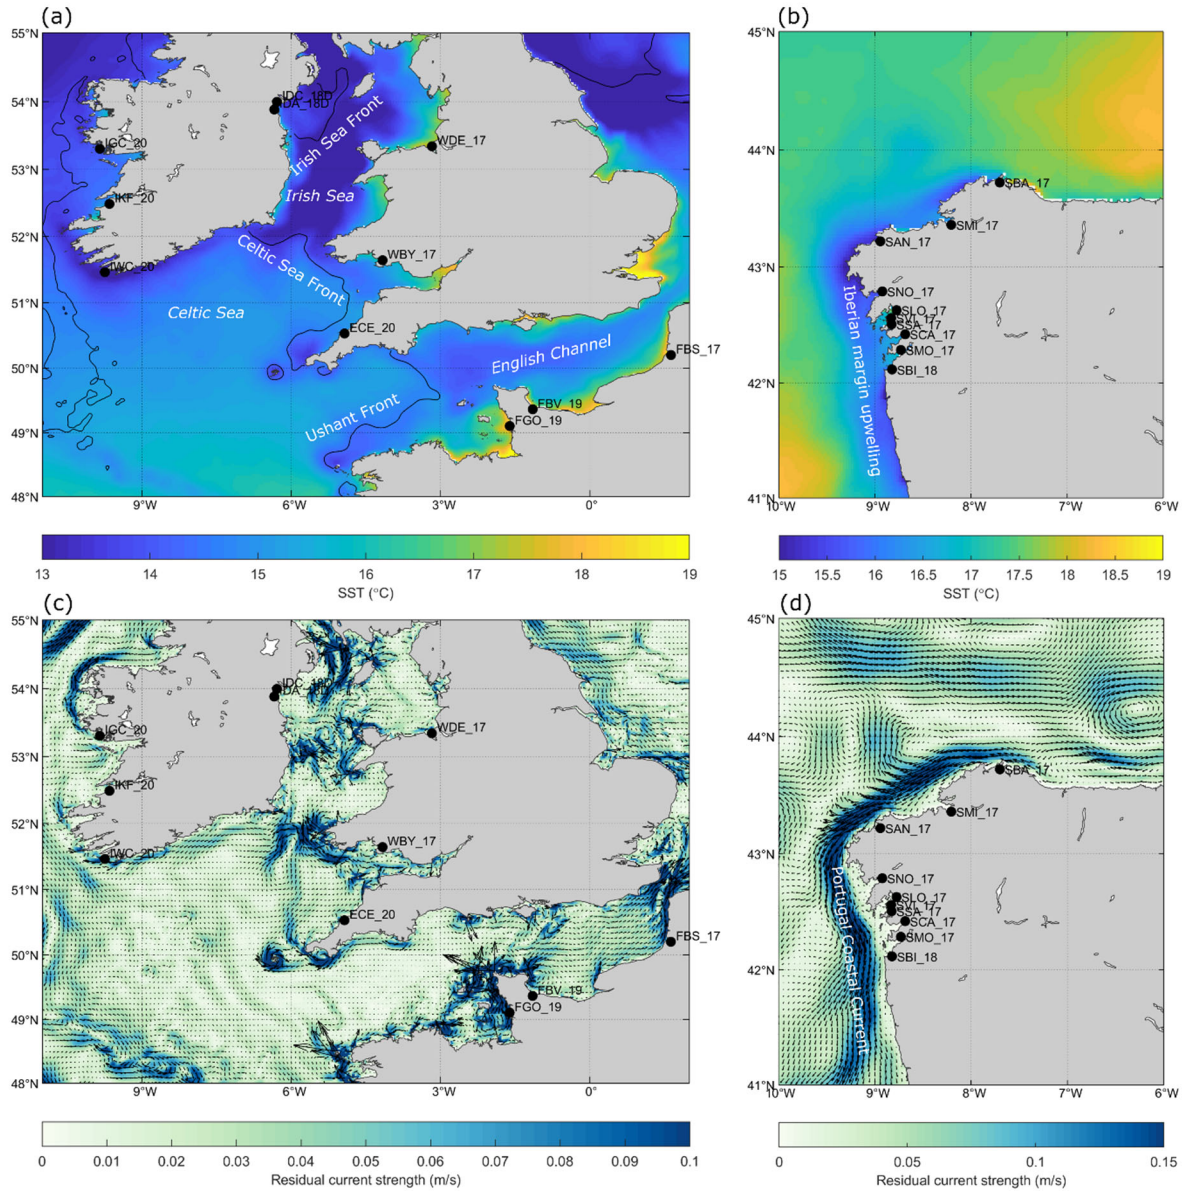 (a)
55°N
54°N
53°N
52°N
51°N
50°N
49°N
48°N
9°W
6°W
3°W
0°
IDC_18D
IDA_18D
Irish Sea Front
WDE_17
IGC_20
Irish Sea
IKF_20
Celtic Sea Front
WBY_17
IWC_20
Celtic Sea
ECE_20
English Channel
FBS_17
Ushant Front
FBV_19
FGO_19
13
14
15
16
17
18
19
SST (°C)
(b)
45°N
44°N
43°N
42°N
41°N
10°W
9°W
8°W
7°W
6°W
SBA_17
SMI_17
SAN_17
Iberian margin upwelling
SNO_17
SLO_17
SVI_17
SSA_17
SCA_17
SMO_17
SBI_18
15
15.5
16
16.5
17
17.5
18
18.5
19
SST (°C)
(c)
55°N
54°N
53°N
52°N
51°N
50°N
49°N
48°N
9°W
6°W
3°W
0°
IDC_18D
IDA_18D
WDE_17
IGC_20
IKF_20
WBY_17
IWC_20
ECE_20
FBS_17
FBV_19
FGO_19
0
0.01
0.02
0.03
0.04
0.05
0.06
0.07
0.08
0.09
0.1
Residual current strength (m/s)
(d)
45°N
44°N
43°N
42°N
41°N
10°W
9°W
8°W
7°W
6°W
SBA_17
SMI_17
SAN_17
Portugal Coastal Current
SNO_17
SLO_17
SVI_17
SSA_17
SCA_17
SMO_17
SBI_18
0
0.05
0.1
0.15
Residual current strength (m/s)